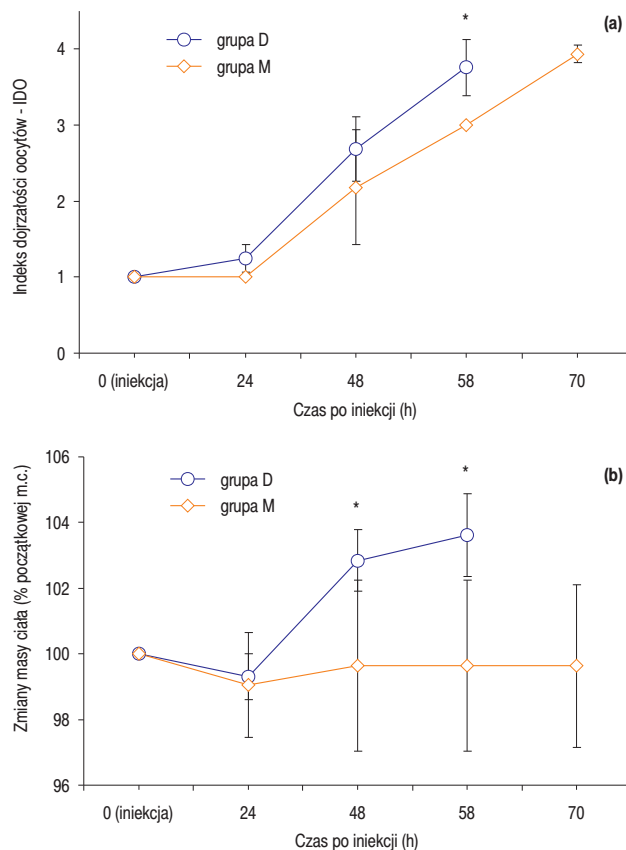 (a)
*
grupa D
grupa M
Indeks dojrzałości oocytów - IDO
4
3
2
1
0
0 (iniekcja) 24 48 58 70
Czas po iniekcji (h)
(b)
* *
grupa D
grupa M
Zmiany masy ciała (% początkowej m.c.)
106
104
102
100
98
96
0 (iniekcja) 24 48 58 70
Czas po iniekcji (h)